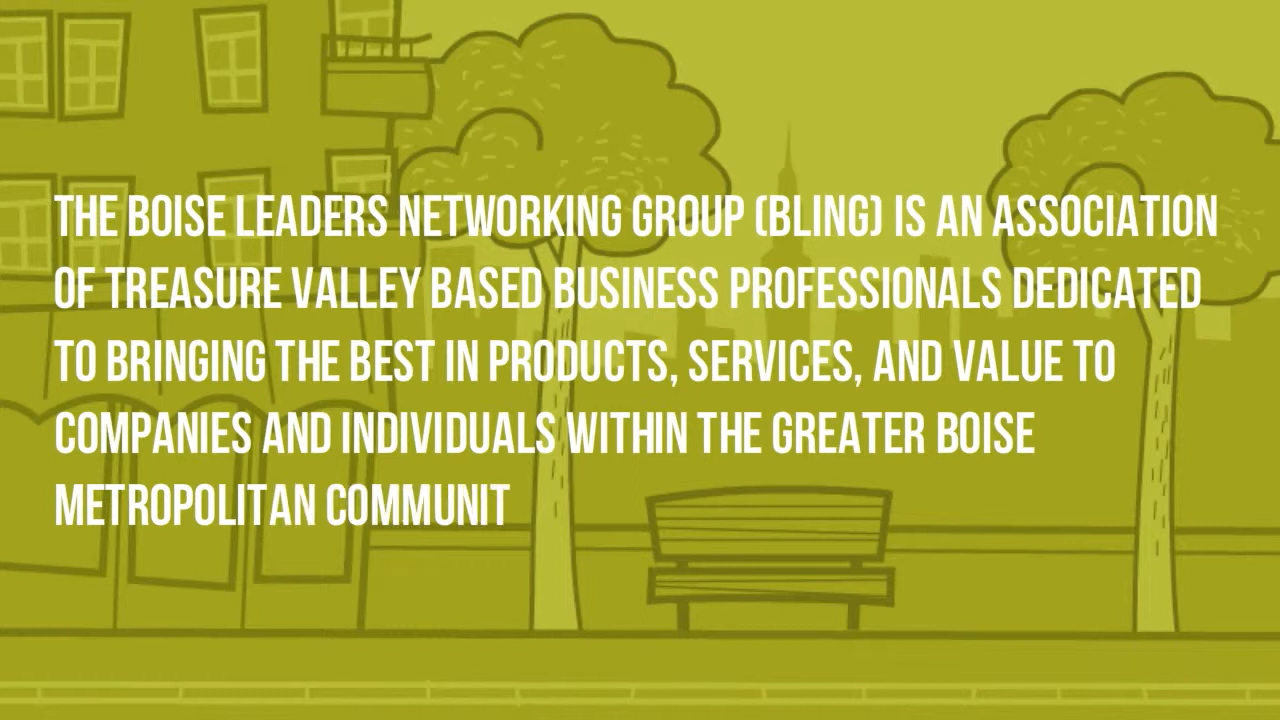 THE BOISE LEADERS NETWORKING GROUP (BLING) IS AN ASSOCIATION
OF TREASURE VALLEY BASED BUSINESS PROFESSIONALS DEDICATED
TO BRINGING THE BEST IN PRODUCTS, SERVICES, AND VALUE TO
COMPANIES AND INDIVIDUALS WITHIN THE GREATER BOISE
METROPOLITAN COMMUNIT